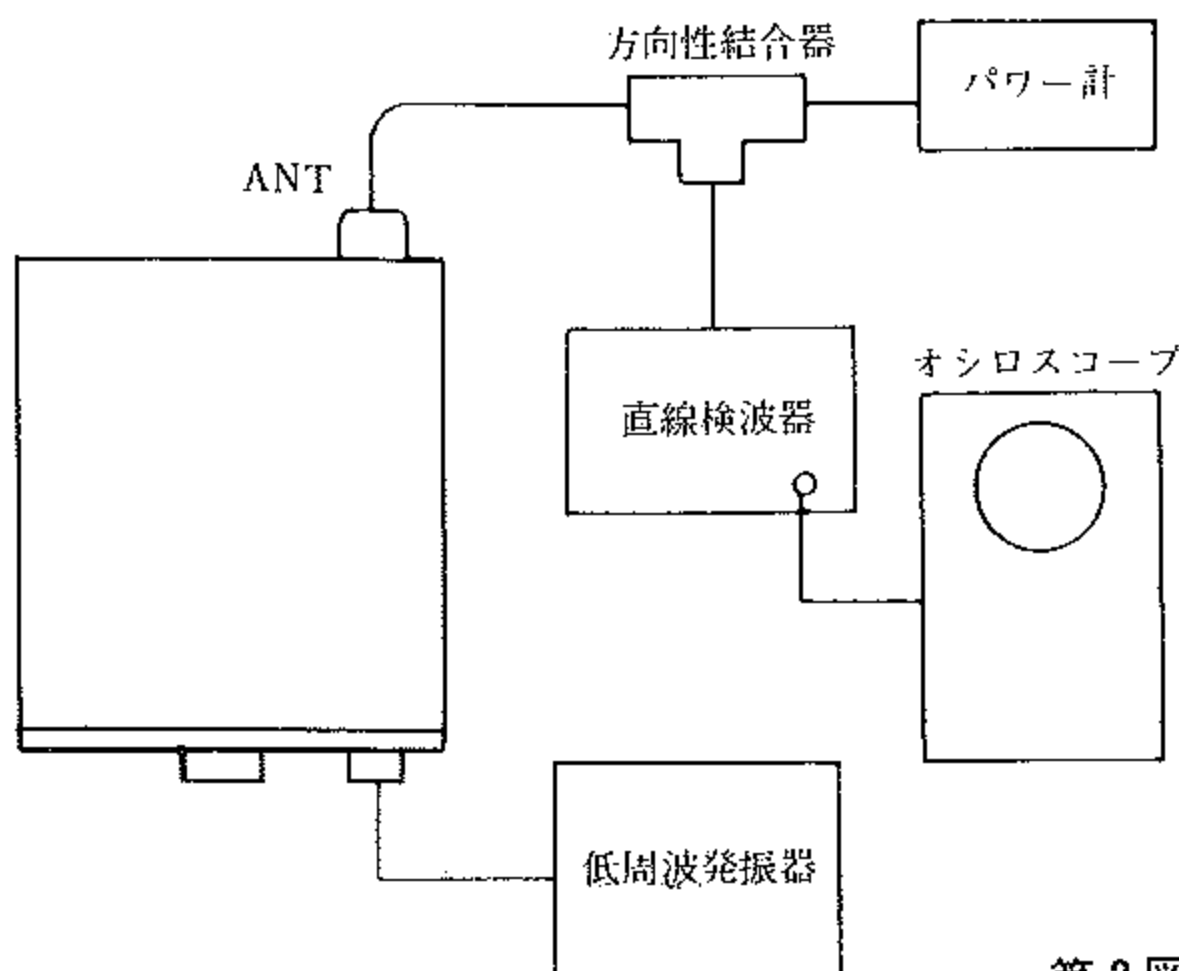 方向性結合器
パワー計
ANT
直線検波器
オシロスコープ
低周波発振器